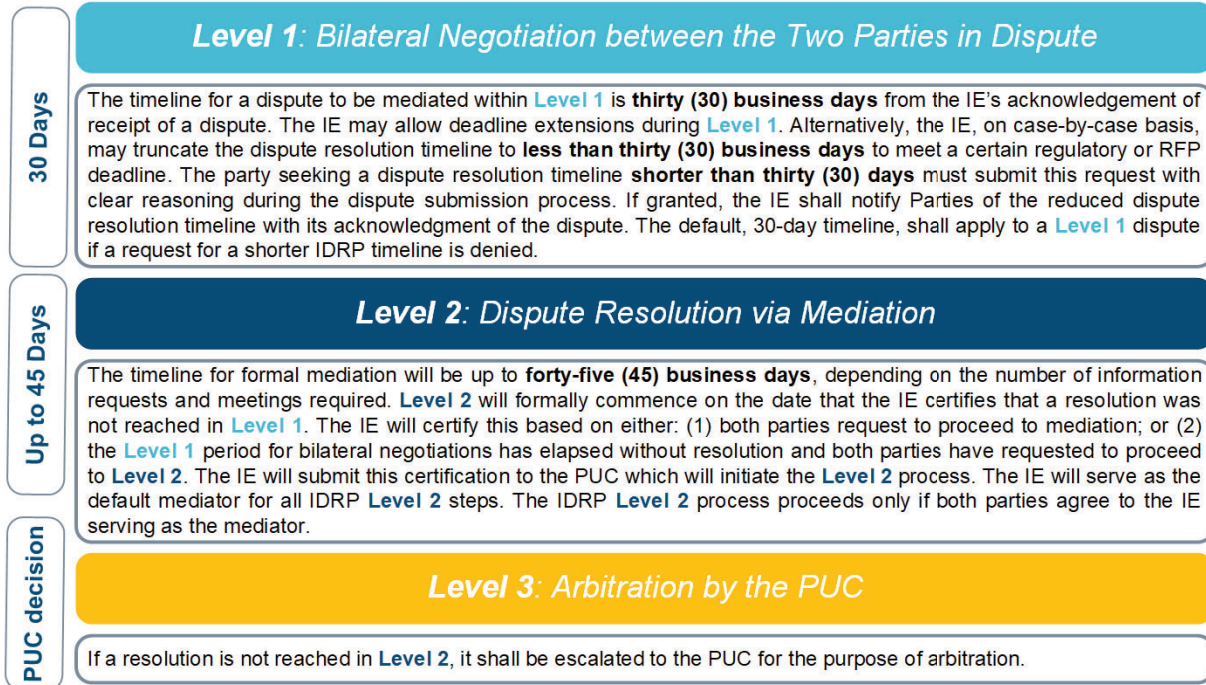 30 Days
Level 1: Bilateral Negotiation between the Two Parties in Dispute
The timeline for a dispute to be mediated within Level 1 is thirty (30) business days from the IE's acknowledgement of
receipt of a dispute. The IE may allow deadline extensions during Level 1. Alternatively, the IE, on case-by-case basis,
may truncate the dispute resolution timeline to less than thirty (30) business days to meet a certain regulatory or RFP
deadline. The party seeking a dispute resolution timeline shorter than thirty (30) days must submit this request with
clear reasoning during the dispute submission process. If granted, the IE shall notify Parties of the reduced dispute
resolution timeline with its acknowledgment of the dispute. The default, 30-day timeline, shall apply to a Level 1 dispute
if a request for a shorter IDRP timeline is denied.
Up to 45 Days
Level 2: Dispute Resolution via Mediation
The timeline for formal mediation will be up to forty-five (45) business days, depending on the number of information
requests and meetings required. Level 2 will formally commence on the date that the IE certifies that a resolution was
not reached in Level 1. The IE will certify this based on either: (1) both parties request to proceed to mediation; or (2)
the Level 1 period for bilateral negotiations has elapsed without resolution and both parties have requested to proceed
to Level 2. The IE will submit this certification to the PUC which will initiate the Level 2 process. The IE will serve as the
default mediator for all IDRP Level 2 steps. The IDRP Level 2 process proceeds only if both parties agree to the IE
serving as the mediator.
PUC decision
Level 3: Arbitration by the PUC
If a resolution is not reached in Level 2, it shall be escalated to the PUC for the purpose of arbitration.